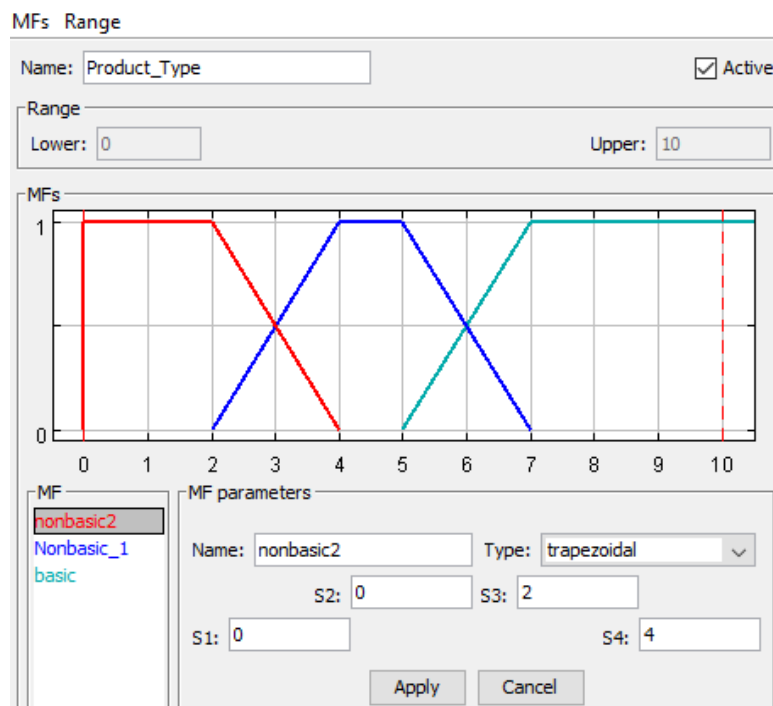 MFs Range
Name: Product_Type Active
Range
Lower: 0 Upper: 10
MFs
1
0
0 1 2 3 4 5 6 7 8 9 10
MF
nonbasic2
Nonbasic_1
basic
MF parameters
Name: nonbasic2 Type: trapezoidal
S2: 0 S3: 2
S1: 0 S4: 4
Apply Cancel